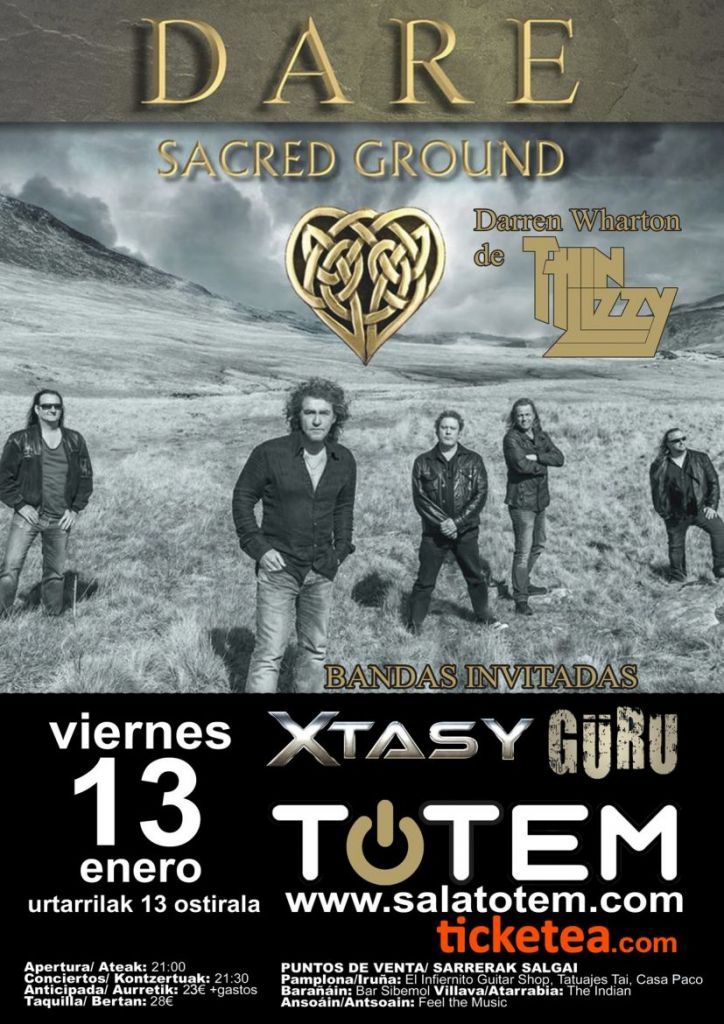 DARE
SACRED GROUND
Darren Wharton
de THIN LIZZY
BANDAS INVITADAS
viernes
13
enero
urtarrilak 13 ostirala
XTASY GÜRU
TOTEM
www.salatotem.com
ticketea.com
Apertura/ Ateak: 21:00
Conciertos/ Kontzertuak: 21:30
Anticipada/ Aurretik: 23€ +gastos
Taquilla/ Bertan: 28€
PUNTOS DE VENTA/ SARRERAK SALGAI
Pamplona/Iruña: El Infiernito Guitar Shop, Tatuajes Tai, Casa Paco
Barañáin: Bar Sibemol Villava/Atarrabia: The Indian
Ansoáin/Antsoain: Feel the Music